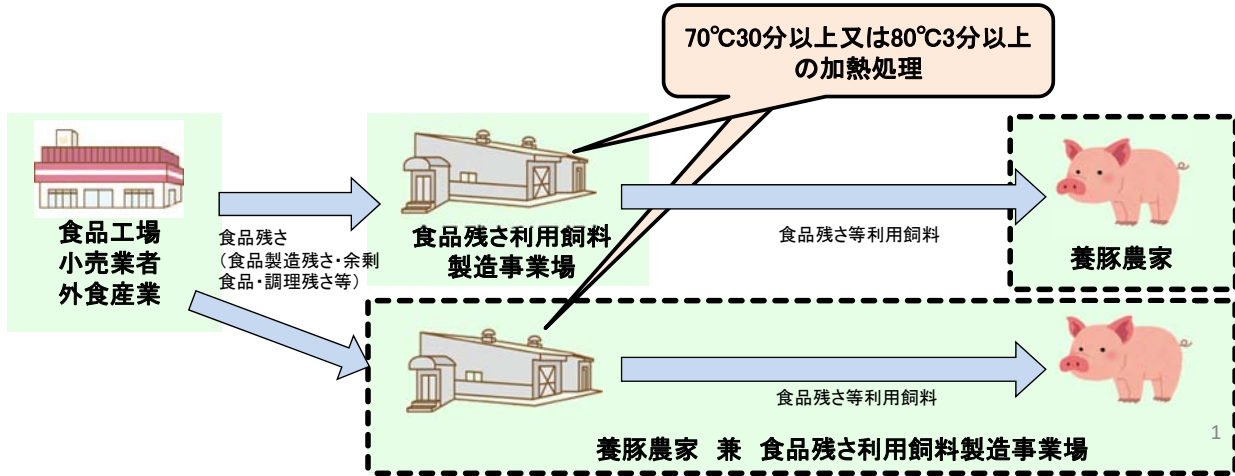 70℃30分以上又は80℃3分以上
の加熱処理
食品工場
小売業者
外食産業
食品残さ
（食品製造残さ・余剰
食品・調理残さ等）
食品残さ利用飼料
製造事業場
食品残さ等利用飼料
養豚農家
食品残さ等利用飼料
養豚農家　兼　食品残さ利用飼料製造事業場
1